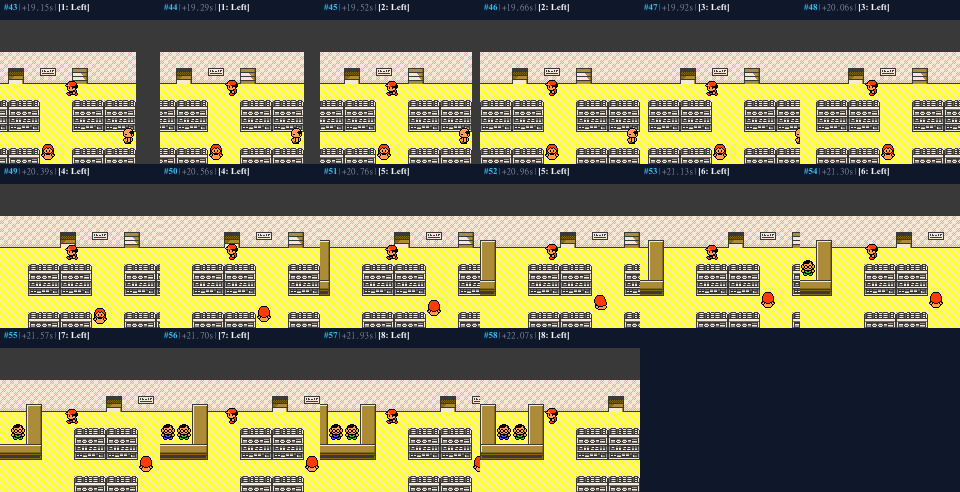 #43|+19.15s|[1: Left]
#44|+19.29s|[1: Left]
#45|+19.52s|[2: Left]
#46|+19.66s|[2: Left]
#47|+19.92s|[3: Left]
#48|+20.06s|[3: Left]
#49|+20.39s|[4: Left]
#50|+20.56s|[4: Left]
#51|+20.76s|[5: Left]
#52|+20.96s|[5: Left]
#53|+21.13s|[6: Left]
#54|+21.30s|[6: Left]
#55|+21.57s|[7: Left]
#56|+21.70s|[7: Left]
#57|+21.93s|[8: Left]
#58|+22.07s|[8: Left]